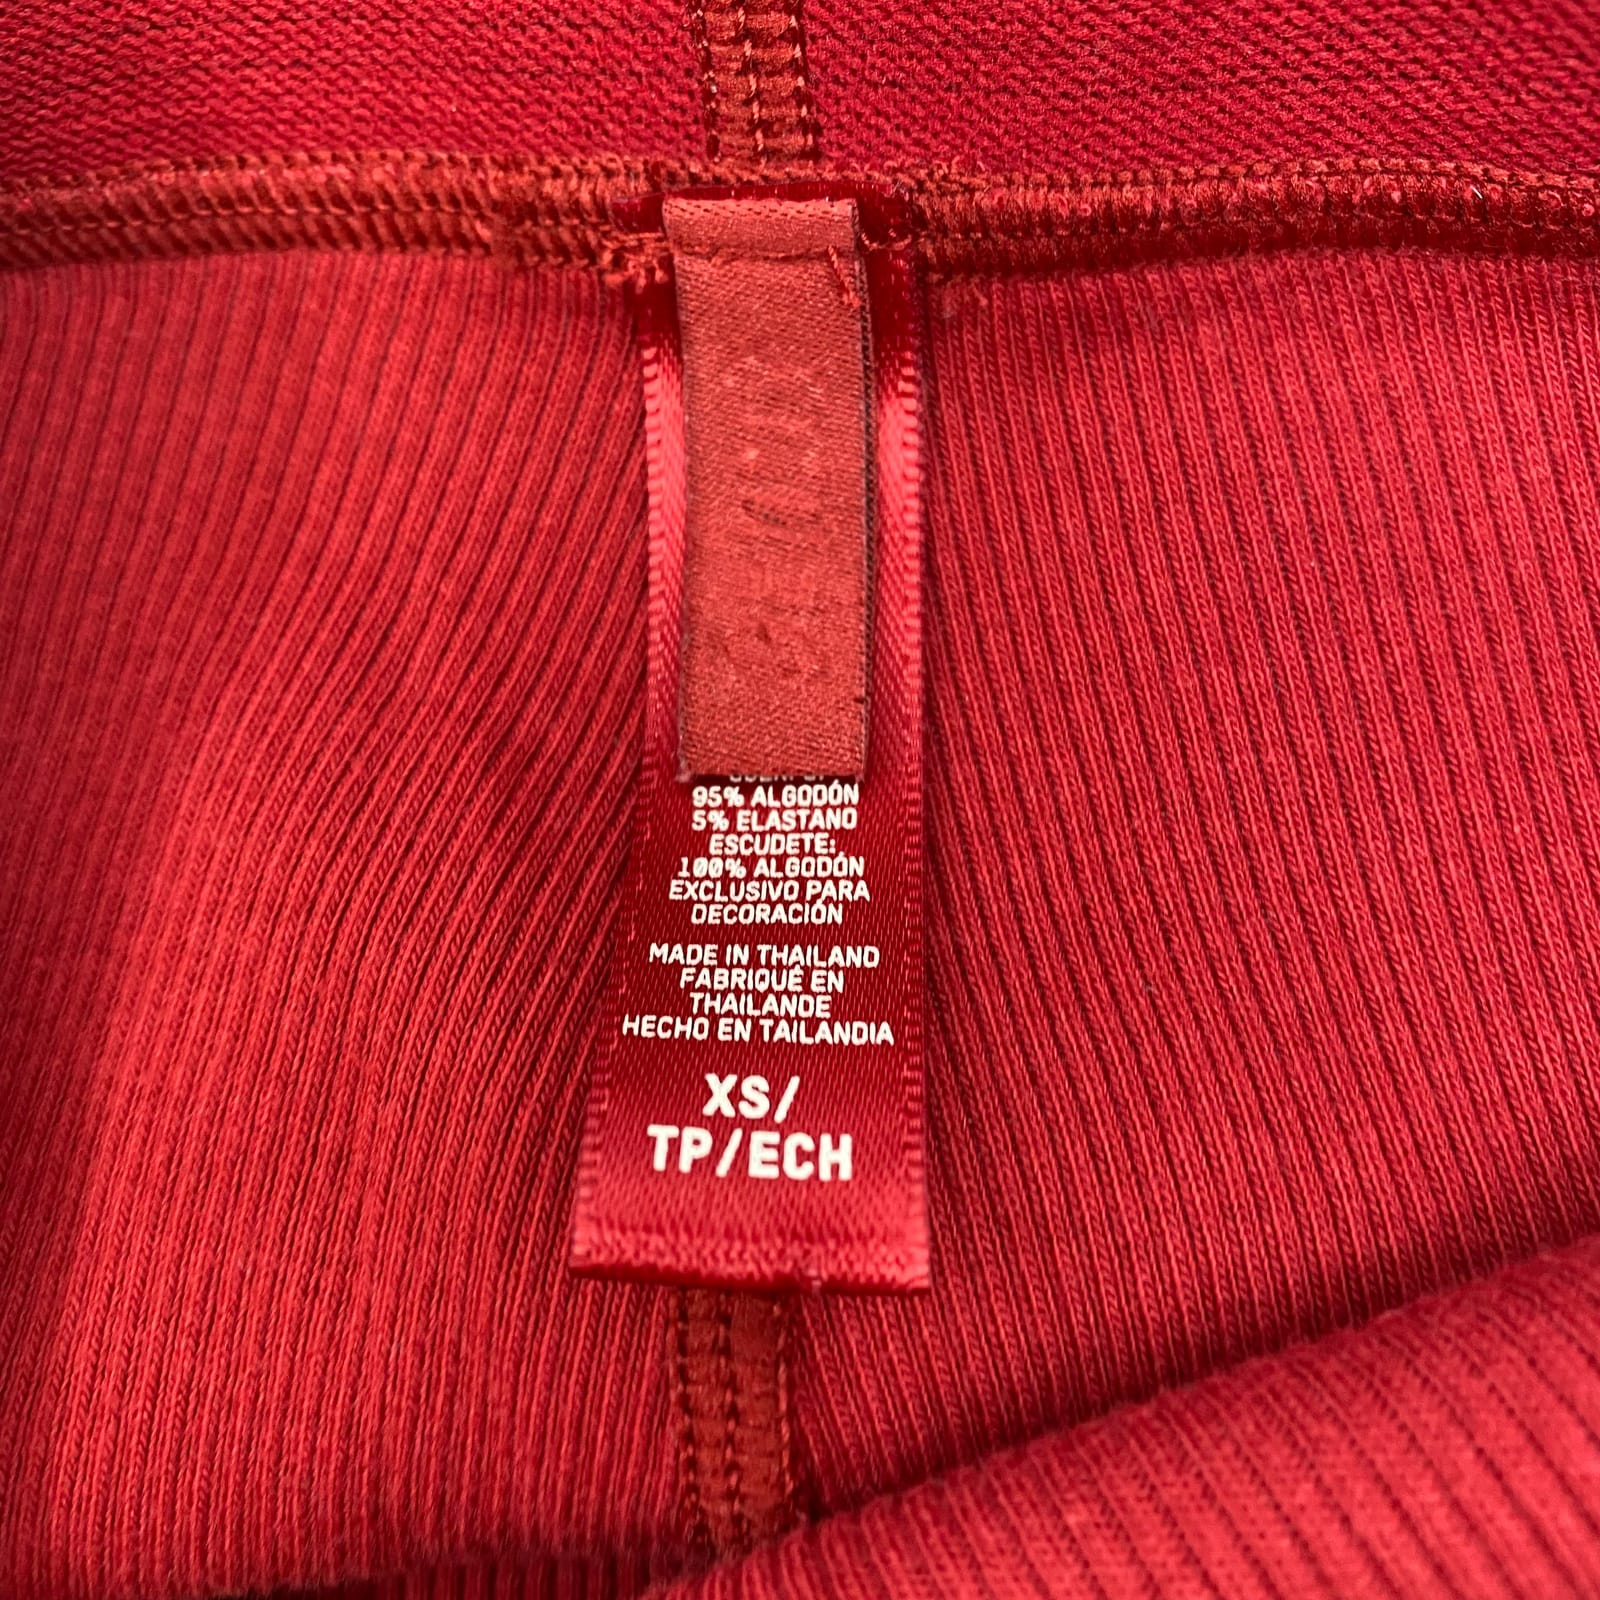 95% ALGODÓN
5% ELASTANO
ESCUDETE:
100% ALGODÓN
EXCLUSIVO PARA
DECORACIÓN
MADE IN THAILAND
FABRIQUÉ EN
THAÏLANDE
HECHO EN TAILANDIA
XS/
TP/ECH